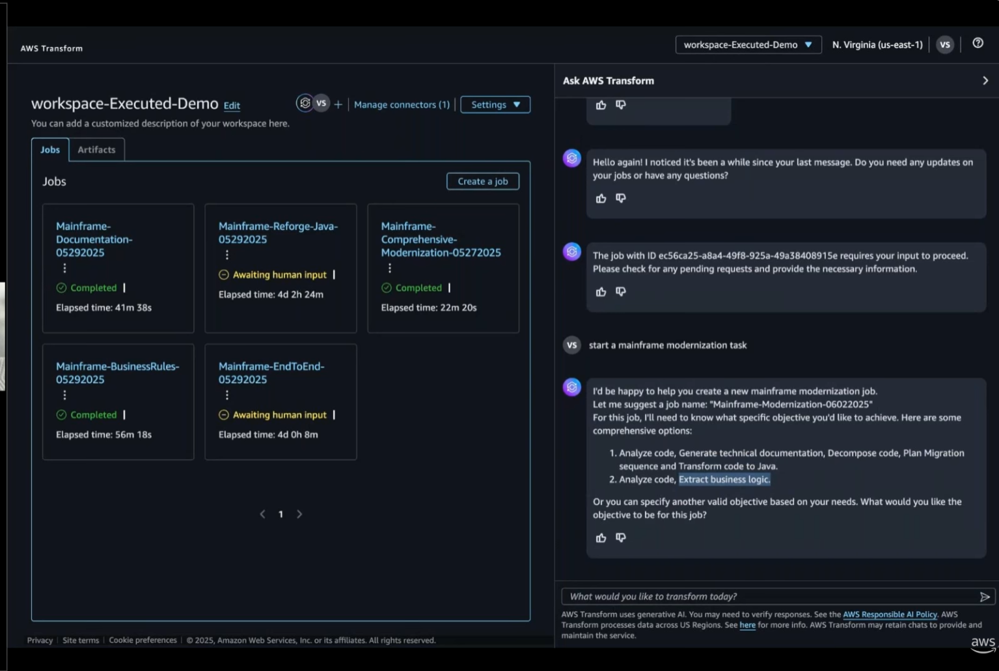 AWS Transform
workspace-Executed-Demo
N. Virginia (us-east-1)
VS
workspace-Executed-Demo Edit
VS
Manage connectors (1)
Settings
You can add a customized description of your workspace here.
Jobs
Artifacts
Jobs
Create a job
Mainframe-
Documentation-
05292025
Completed
Elapsed time: 41m 38s
Mainframe-Reforge-Java-
05292025
Awaiting human input
Elapsed time: 4d 2h 24m
Mainframe-
Comprehensive-
Modernization-05272025
Completed
Elapsed time: 22m 20s
Mainframe-BusinessRules-
05292025
Completed
Elapsed time: 56m 18s
Mainframe-EndToEnd-
05292025
Awaiting human input
Elapsed time: 4d 0h 8m
1
Privacy
Site terms
Cookie preferences
© 2025, Amazon Web Services, Inc. or its affiliates. All rights reserved.
Ask AWS Transform
Hello again! I noticed it's been a while since your last message. Do you need any updates on
your jobs or have any questions?
The job with ID ec56ca25-a8a4-49f8-925a-49a38408915e requires your input to proceed.
Please check for any pending requests and provide the necessary information.
VS
start a mainframe modernization task
I'd be happy to help you create a new mainframe modernization job.
Let me suggest a job name: "Mainframe-Modernization-06022025"
For this job, I'll need to know what specific objective you'd like to achieve. Here are some
comprehensive options:
1. Analyze code, Generate technical documentation, Decompose code, Plan Migration
sequence and Transform code to Java.
2. Analyze code, Extract business logic.
Or you can specify another valid objective based on your needs. What would you like the
objective to be for this job?
What would you like to transform today?
AWS Transform uses generative AI. You may need to verify responses. See the AWS Responsible AI Policy. AWS
Transform processes data across US Regions. See here for more info. AWS Transform may retain chats to provide and
maintain the service.
aws